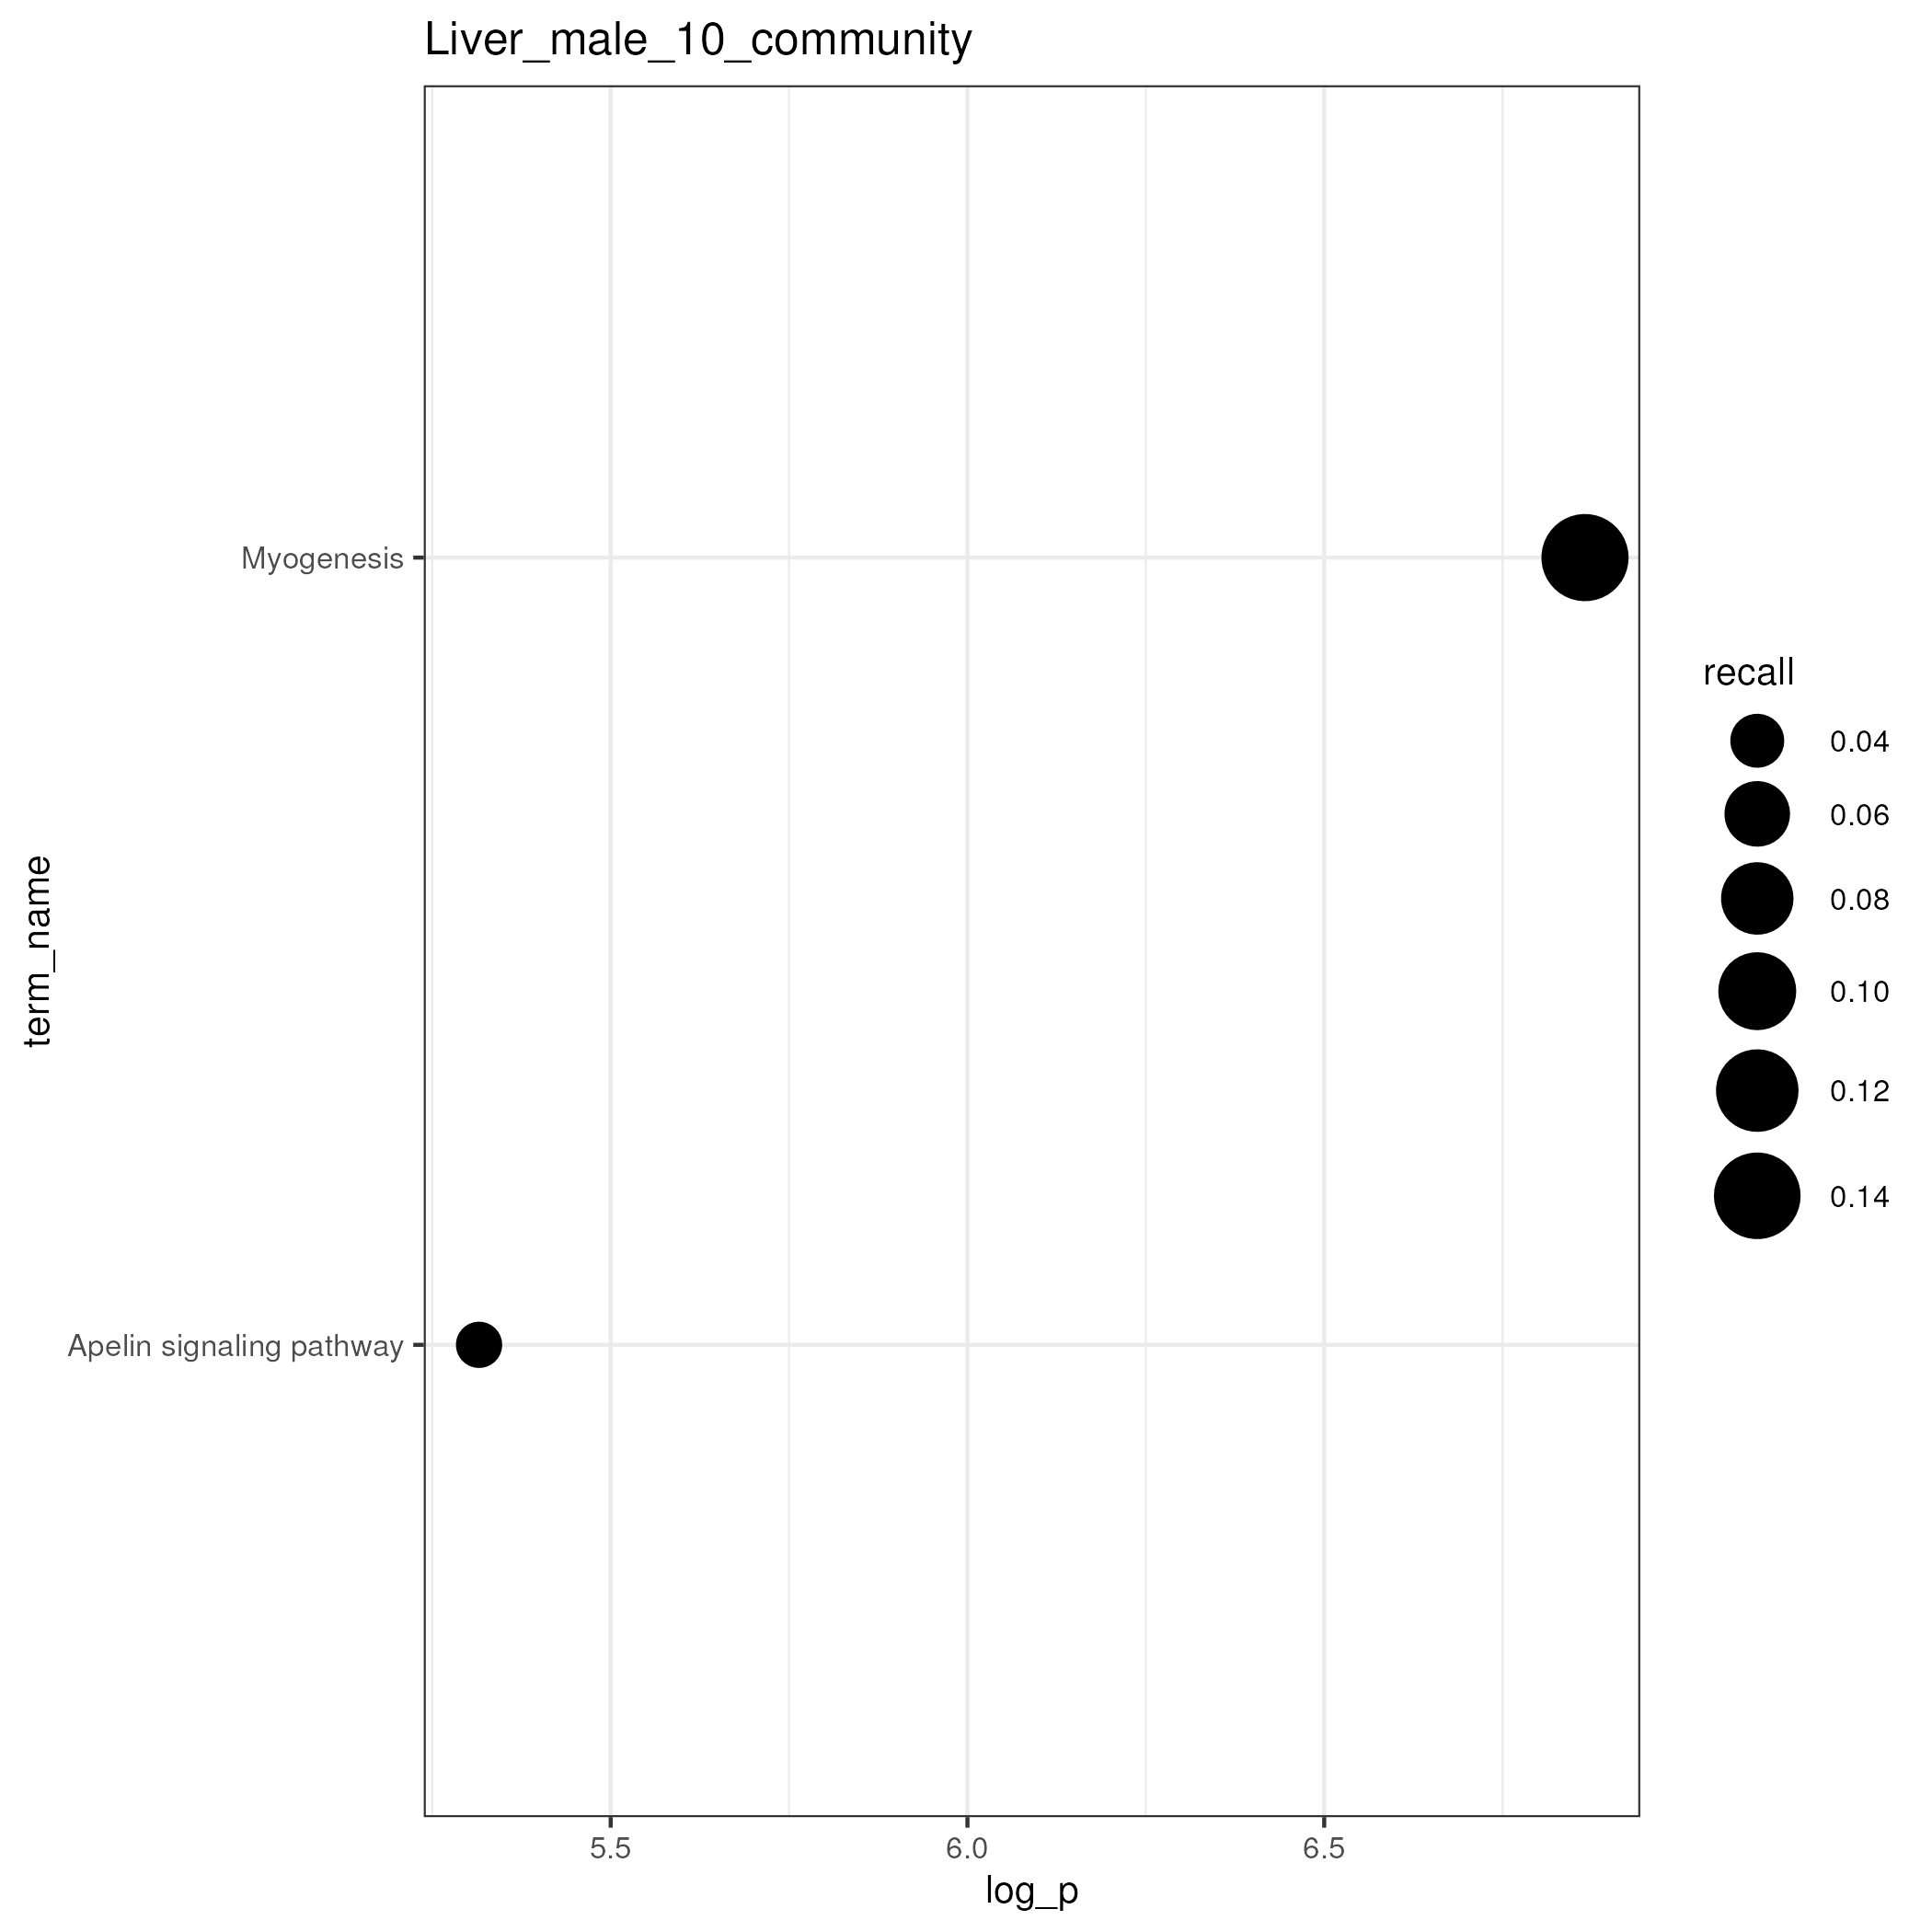 Liver_male_10_community
term_name
Myogenesis
Apelin signaling pathway
5.5
6.0
6.5
log_p
recall
0.04
0.06
0.08
0.10
0.12
0.14